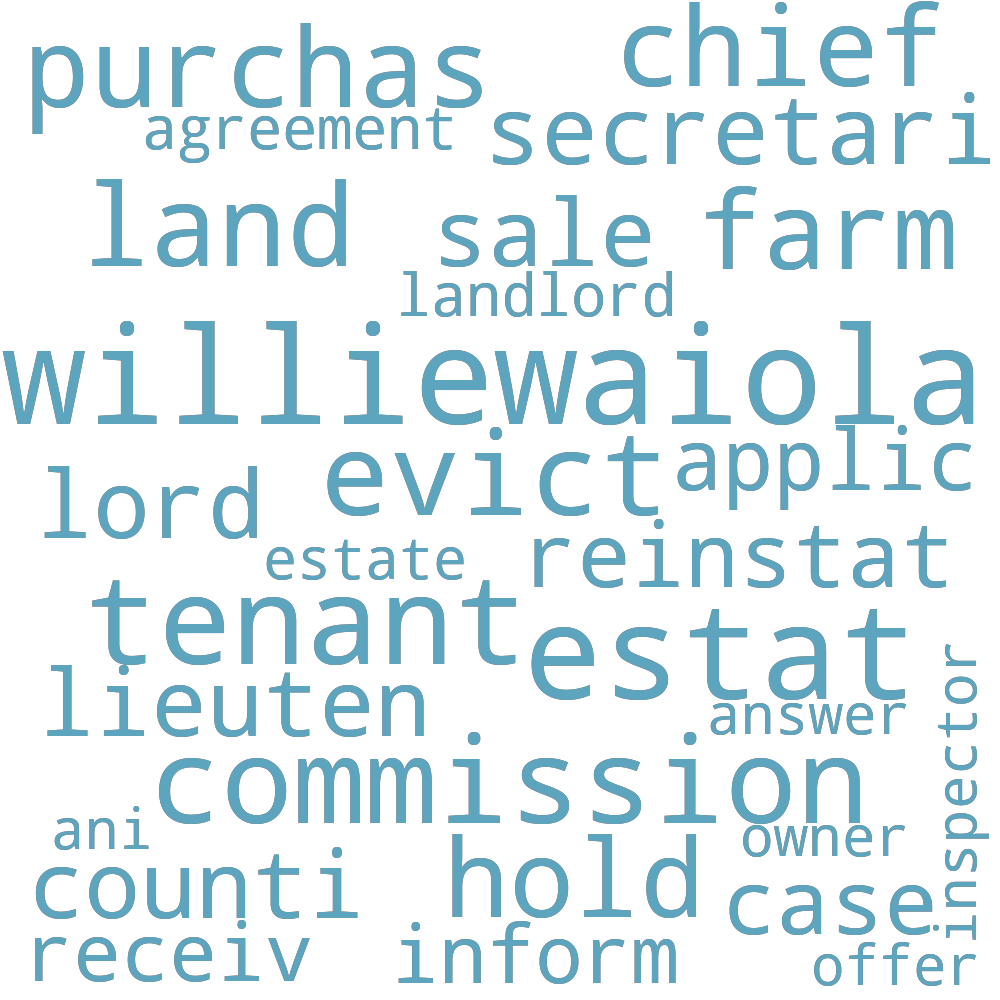 purchas chief
agreement secretari
land sale farm
landlord
williewaiola
evict applic
lord reinstat
estate
tenant estat
lieuten answer
commission inspector
ani owner
counti hold case
receiv inform offer